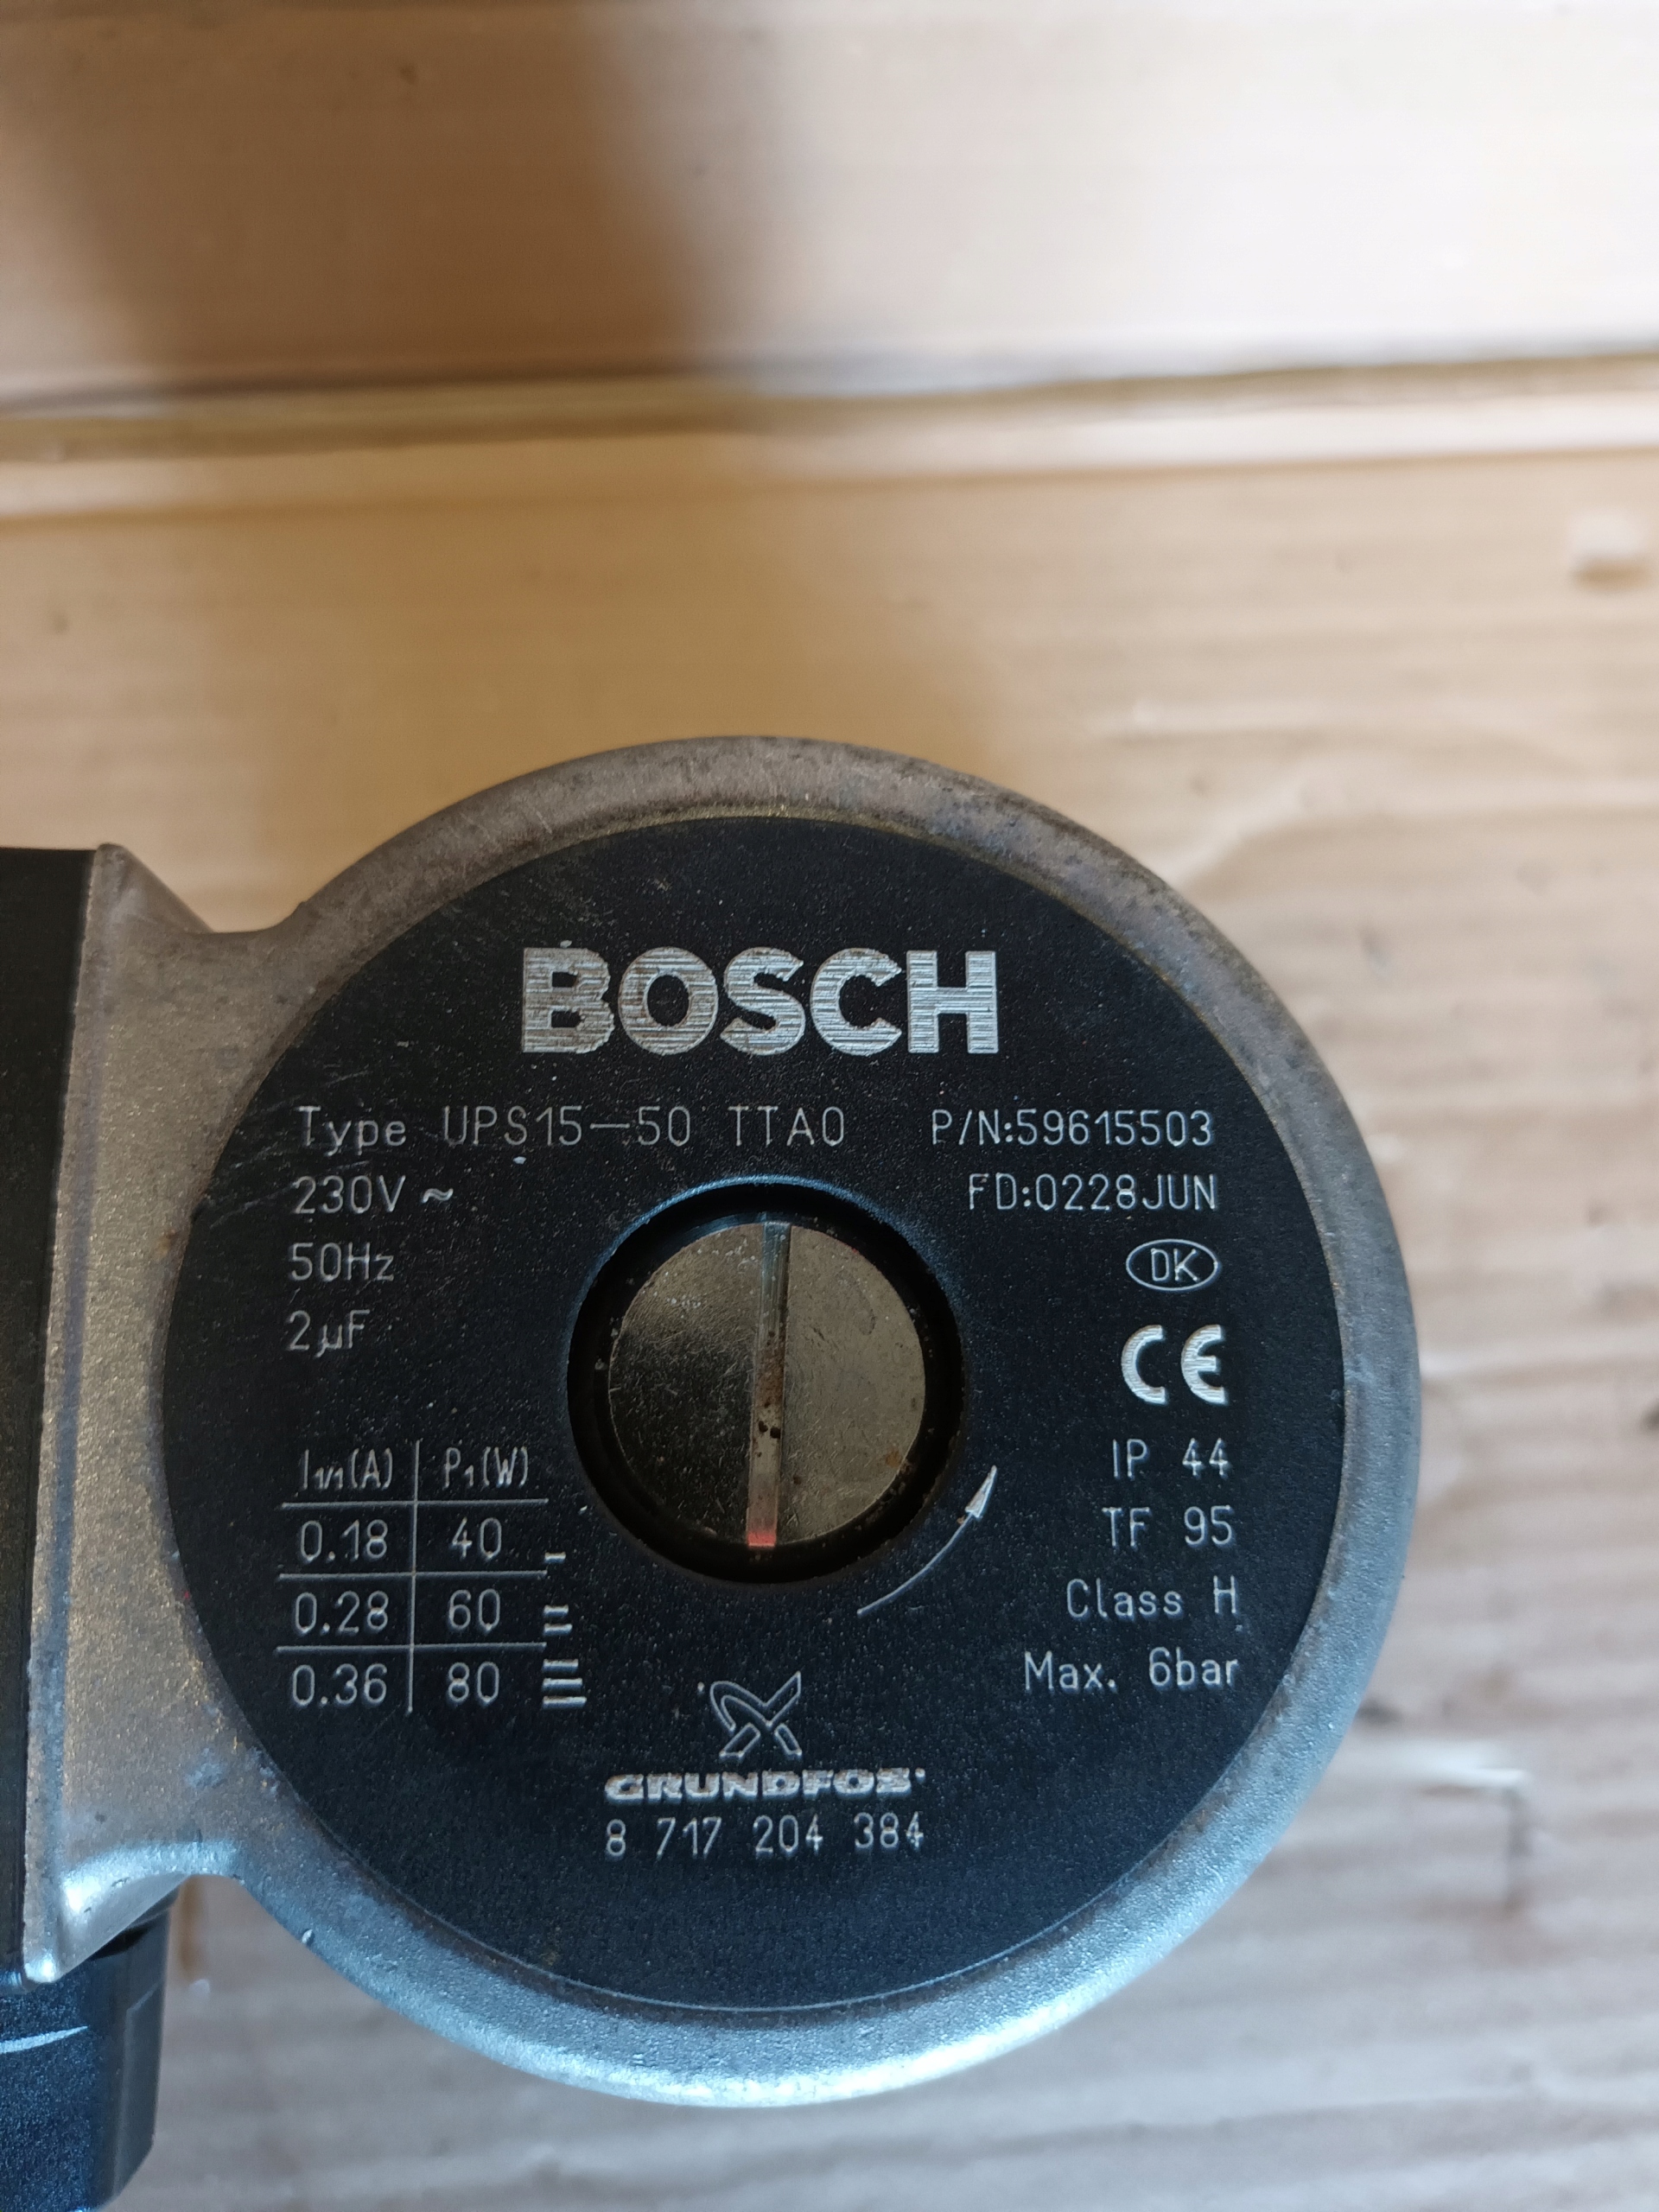 BOSCH
Type UPS15-50 TTAO P/N:59615503
230V ~ FD:0228JUN
50Hz DK
2µF CE
I1/1(A) P1(W) IP 44
0.18 40 TF 95
0.28 60 Class H
0.36 80 Max. 6bar
GRUNDFOS
8 717 204 384